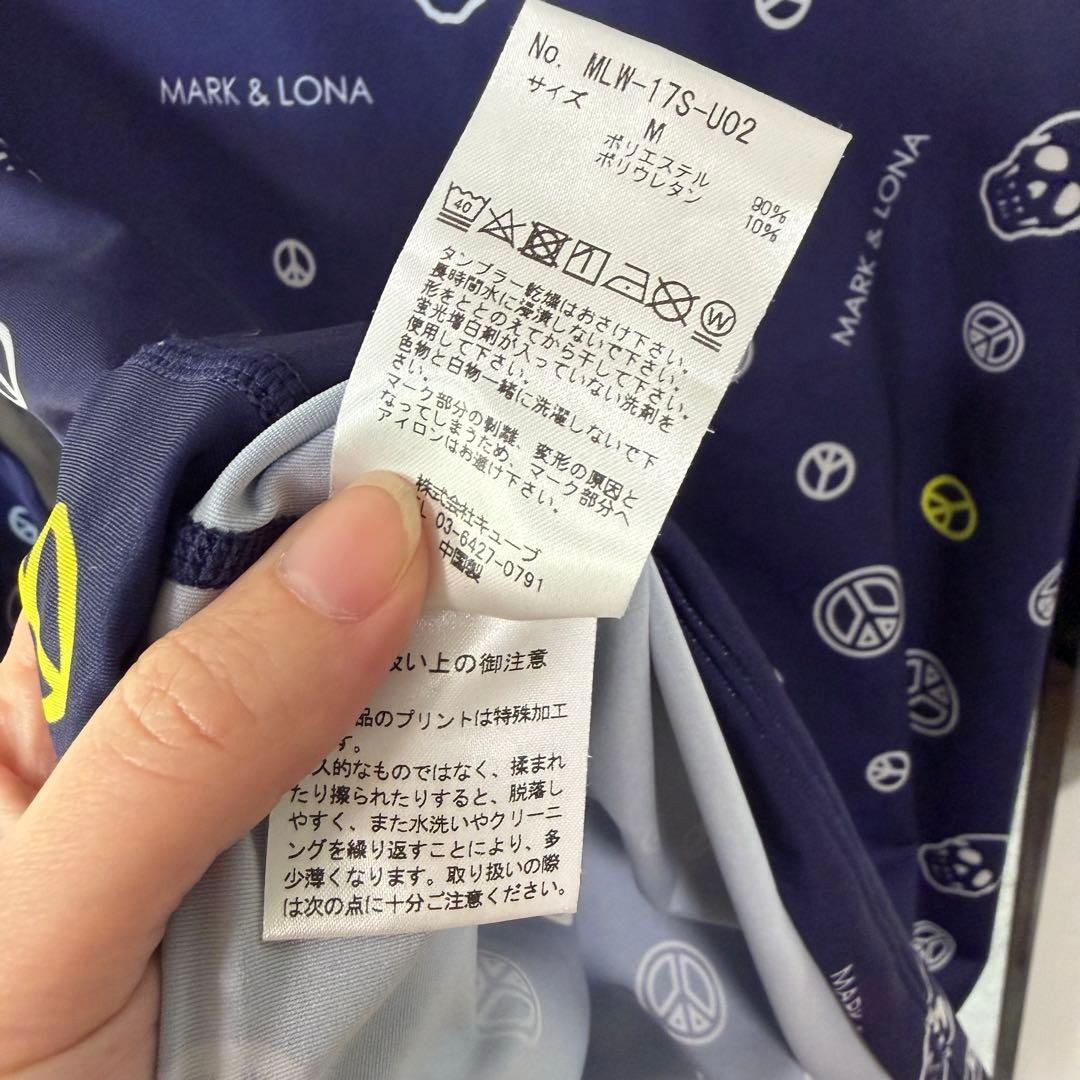 MARK & LONA
MARK & LONA
No. MLW-17S-U02
サイズ
M
ポリエステル 90%
ポリウレタン 10%
40
W
タンブラー乾燥はおさけ下さい。
長時間水に浸漬しないで下さい。
形をととのえてから干して下さい。
蛍光増白剤が入っていない洗剤を
使用して下さい。
色物と白物一緒に洗濯しないで下
さい。
マーク部分の剥離、変形の原因と
なってしまうため、マーク部分へ
アイロンはお避け下さい。
株式会社キューブ
L 03-6427-0791
中国製
扱い上の御注意
品のプリントは特殊加工
す。
久的なものではなく、揉まれ
たり擦られたりすると、脱落し
やすく、また水洗いやクリーニ
ングを繰り返すことにより、多
少薄くなります。取り扱いの際
は次の点に十分ご注意ください。
MARK &